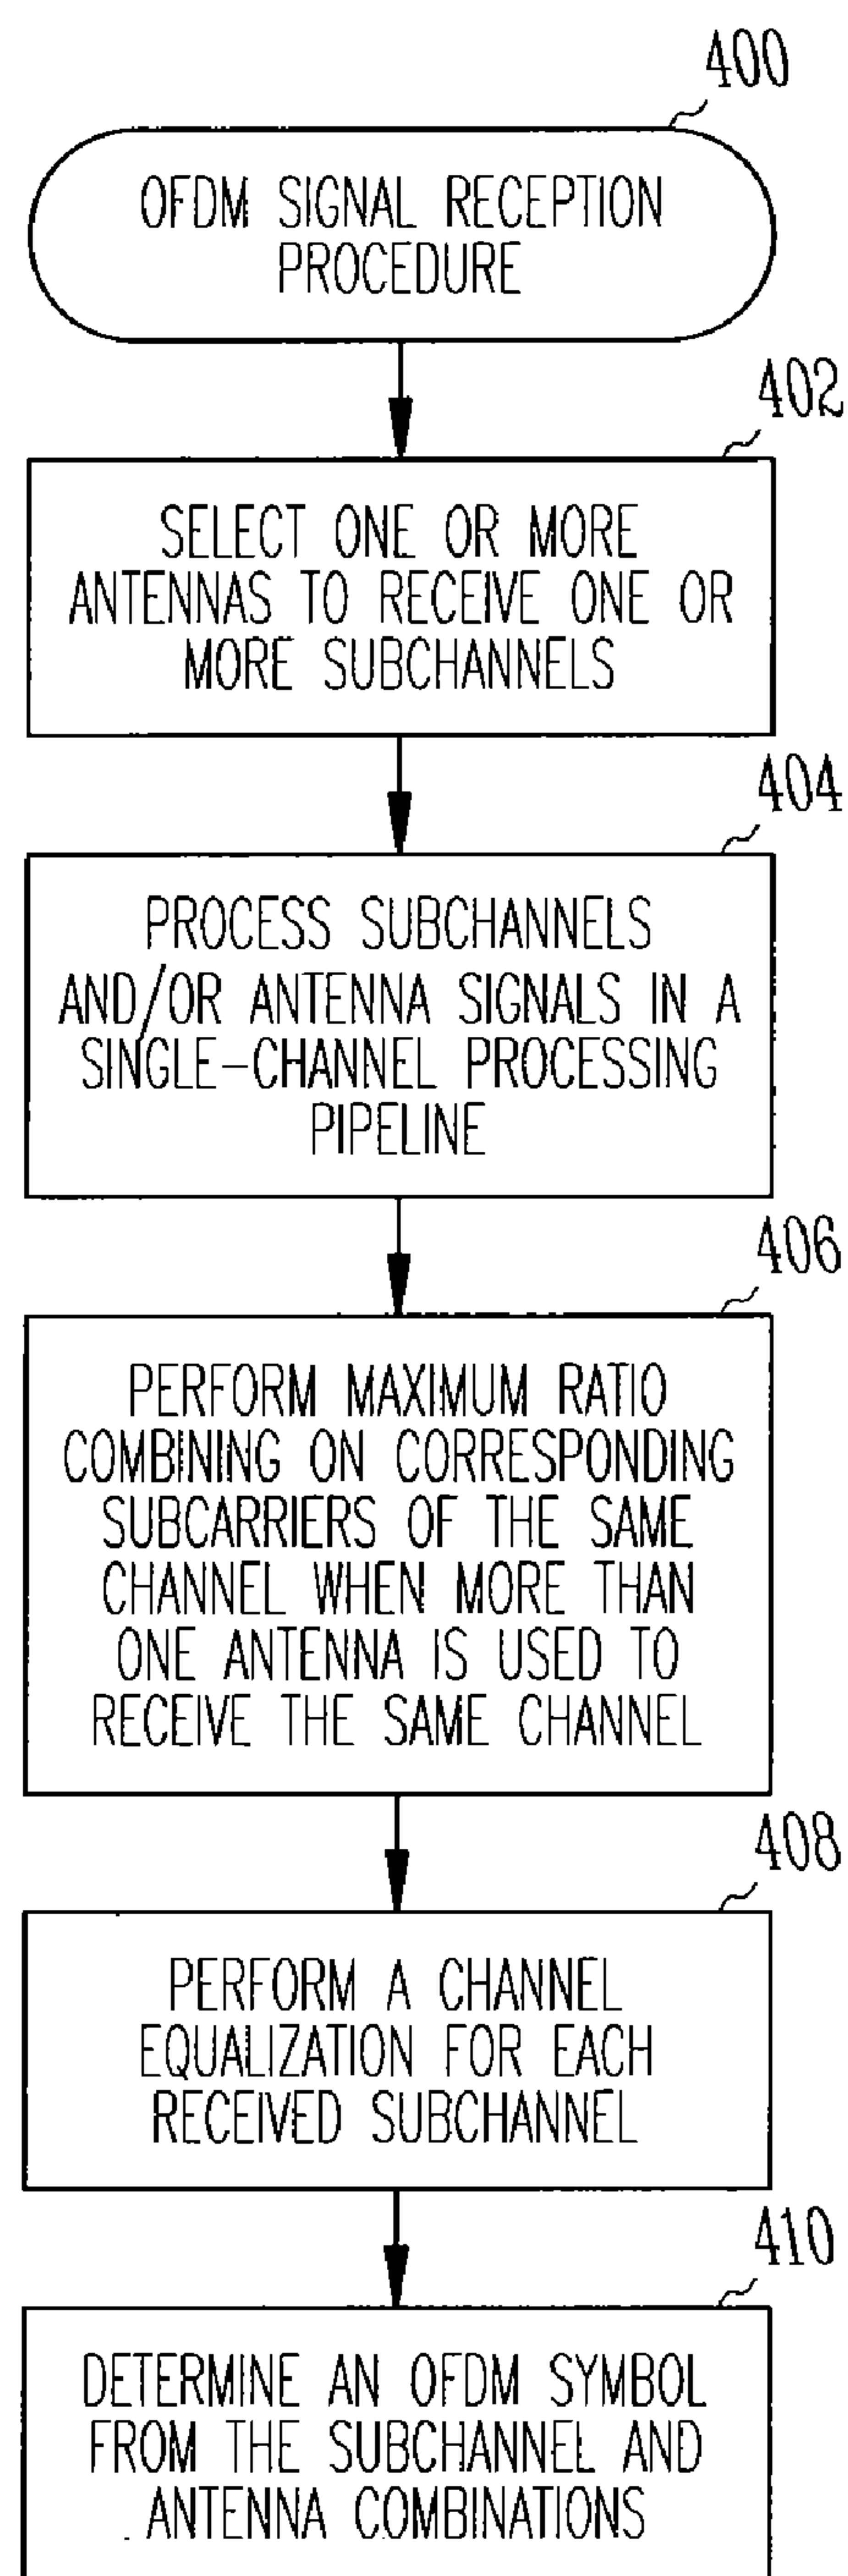 400
OFDM SIGNAL RECEPTION
PROCEDURE
402
SELECT ONE OR MORE
ANTENNAS TO RECEIVE ONE OR
MORE SUBCHANNELS
404
PROCESS SUBCHANNELS
AND/OR ANTENNA SIGNALS IN A
SINGLE-CHANNEL PROCESSING
PIPELINE
406
PERFORM MAXIMUM RATIO
COMBINING ON CORRESPONDING
SUBCARRIERS OF THE SAME
CHANNEL WHEN MORE THAN
ONE ANTENNA IS USED TO
RECEIVE THE SAME CHANNEL
408
PERFORM A CHANNEL
EQUALIZATION FOR EACH
RECEIVED SUBCHANNEL
410
DETERMINE AN OFDM SYMBOL
FROM THE SUBCHANNEL AND
ANTENNA COMBINATIONS